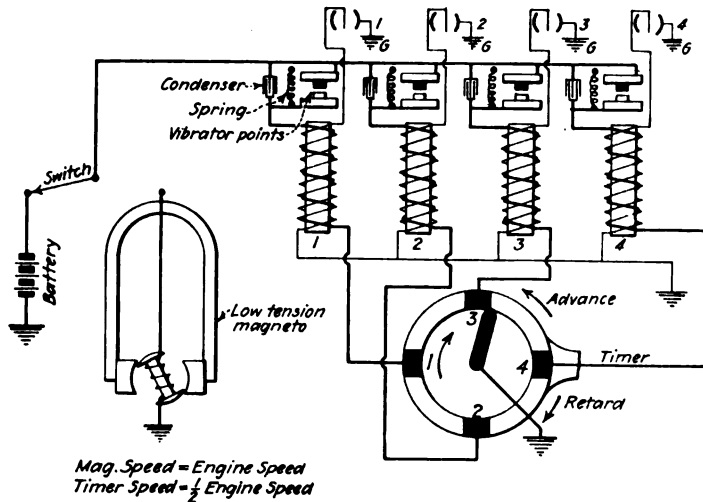 1 2 3 4
G G G G
Condenser
Spring
Vibrator points
Switch
1 2 3 4
Battery
Low tension
magneto
Advance
3
1
4
Timer
2
Retard
Mag. Speed = Engine Speed
Timer Speed = 1/2 Engine Speed